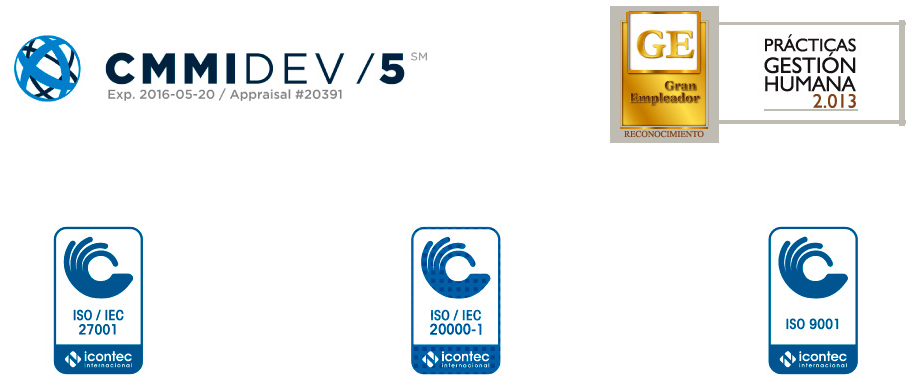 CMMIDEV /5 SM
Exp. 2016-05-20 / Appraisal #20391
GE
Gran
Empleador
RECONOCIMIENTO
PRÁCTICAS
GESTIÓN
HUMANA
2.013
ISO / IEC
27001
icontec
internacional
ISO / IEC
20000-1
icontec
internacional
ISO 9001
icontec
internacional